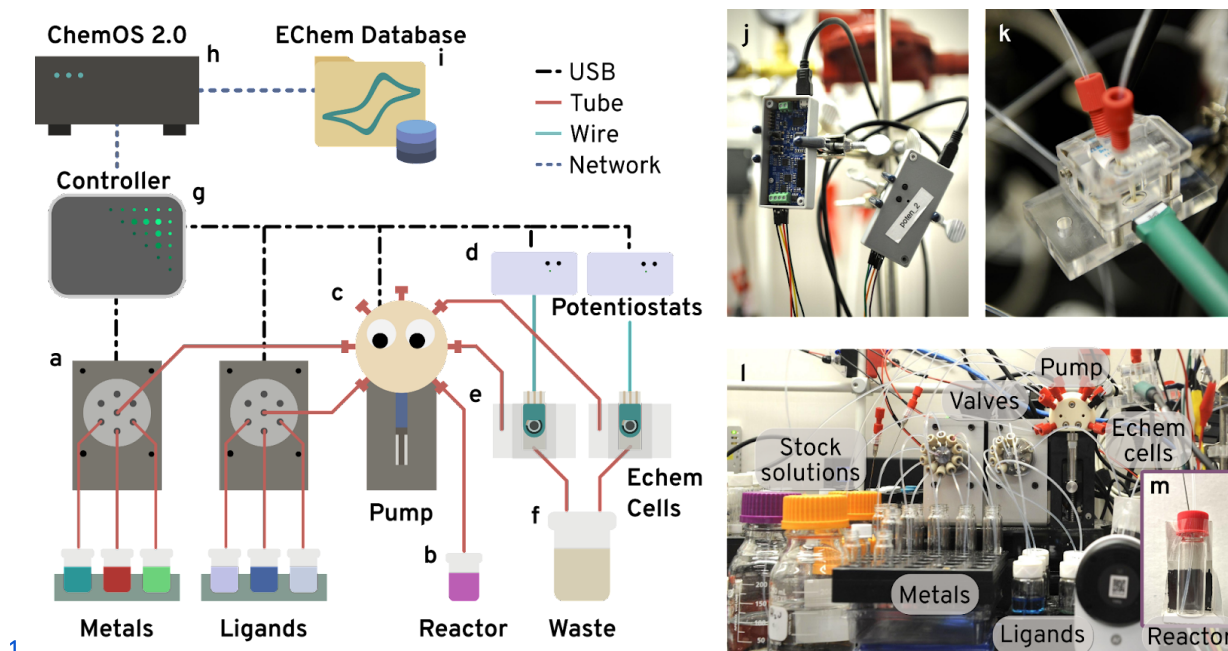 ChemOS 2.0
h
EChem Database
i
USB
Tube
Wire
Network
Controller
g
a
c
d
Potentiostats
e
Pump
f
Echem
Cells
b
Metals
Ligands
Reactor
Waste
1
j
poten_2
k
l
Pump
Valves
Echem
cells
Stock
solutions
m
Metals
Ligands
Reactor